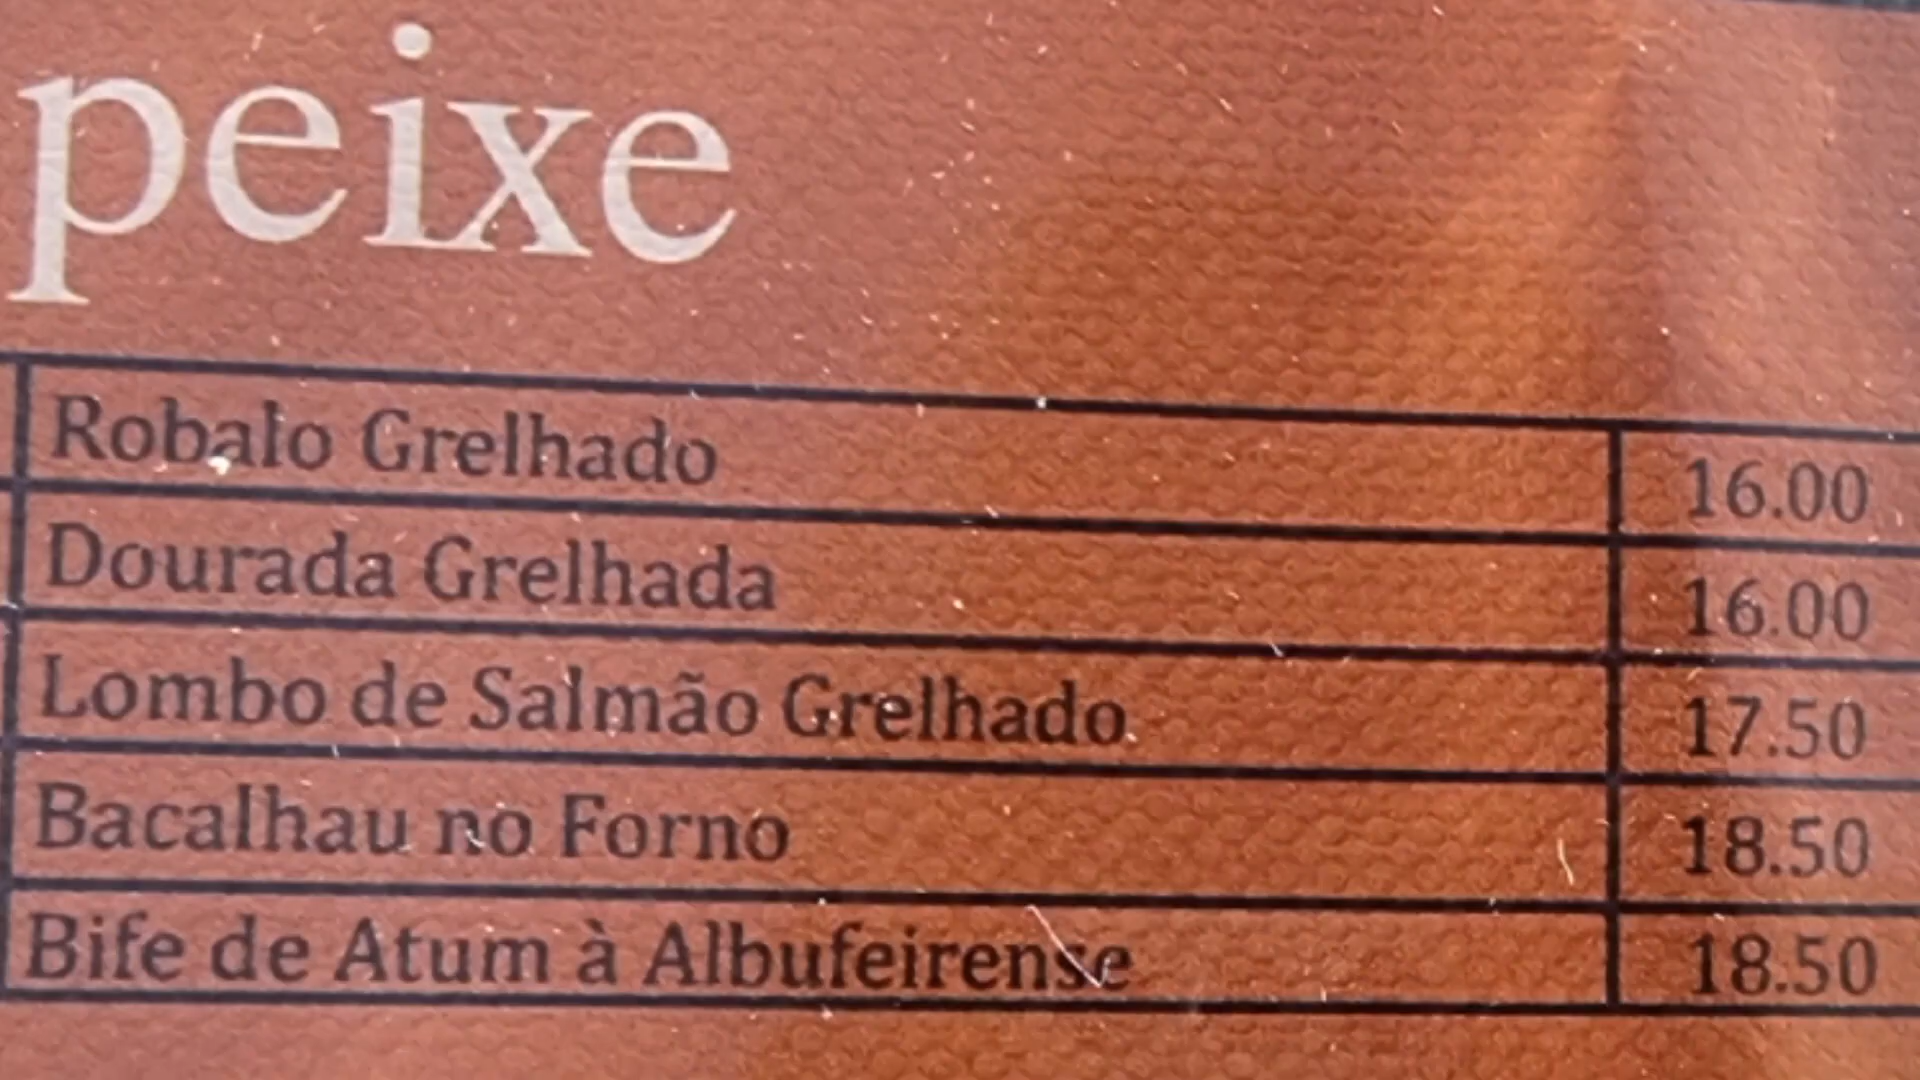 peixe
Robalo Grelhado 16.00
Dourada Grelhada 16.00
Lombo de Salmão Grelhado 17.50
Bacalhau no Forno 18.50
Bife de Atum à Albufeirense 18.50